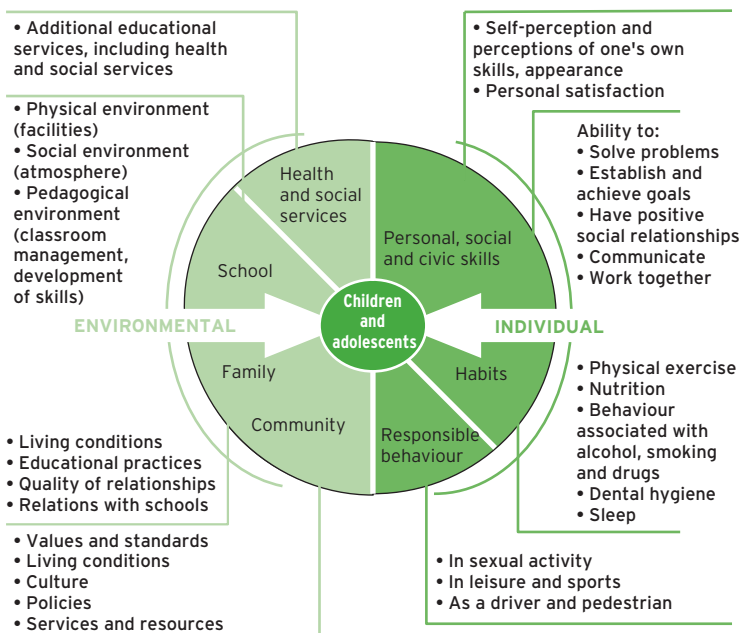 • Additional educational
services, including health
and social services
• Physical environment
(facilities)
• Social environment
(atmosphere)
• Pedagogical
environment
(classroom
management,
development
of skills)
ENVIRONMENTAL
• Living conditions
• Educational practices
• Quality of relationships
• Relations with schools
• Values and standards
• Living conditions
• Culture
• Policies
• Services and resources
Health
and social
services
School
Family
Community
Children
and
adolescents
Personal, social
and civic skills
Habits
Responsible
behaviour
• Self-perception and
perceptions of one's own
skills, appearance
• Personal satisfaction
Ability to:
• Solve problems
• Establish and
achieve goals
• Have positive
social relationships
• Communicate
• Work together
INDIVIDUAL
• Physical exercise
• Nutrition
• Behaviour
associated with
alcohol, smoking
and drugs
• Dental hygiene
• Sleep
• In sexual activity
• In leisure and sports
• As a driver and pedestrian